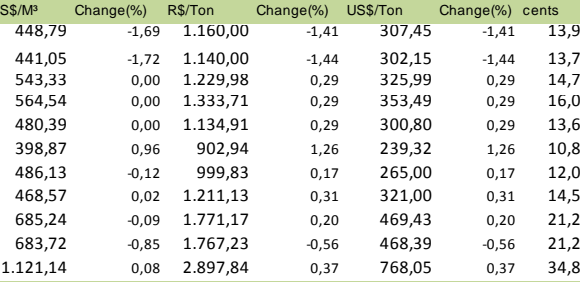 S$/M³ Change(%) R$/Ton Change(%) US$/Ton Change(%) cents
448,79 -1,69 1.160,00 -1,41 307,45 -1,41 13,9
441,05 -1,72 1.140,00 -1,44 302,15 -1,44 13,7
543,33 0,00 1.229,98 0,29 325,99 0,29 14,7
564,54 0,00 1.333,71 0,29 353,49 0,29 16,0
480,39 0,00 1.134,91 0,29 300,80 0,29 13,6
398,87 0,96 902,94 1,26 239,32 1,26 10,8
486,13 -0,12 999,83 0,17 265,00 0,17 12,0
468,57 0,02 1.211,13 0,31 321,00 0,31 14,5
685,24 -0,09 1.771,17 0,20 469,43 0,20 21,2
683,72 -0,85 1.767,23 -0,56 468,39 -0,56 21,2
1.121,14 0,08 2.897,84 0,37 768,05 0,37 34,8